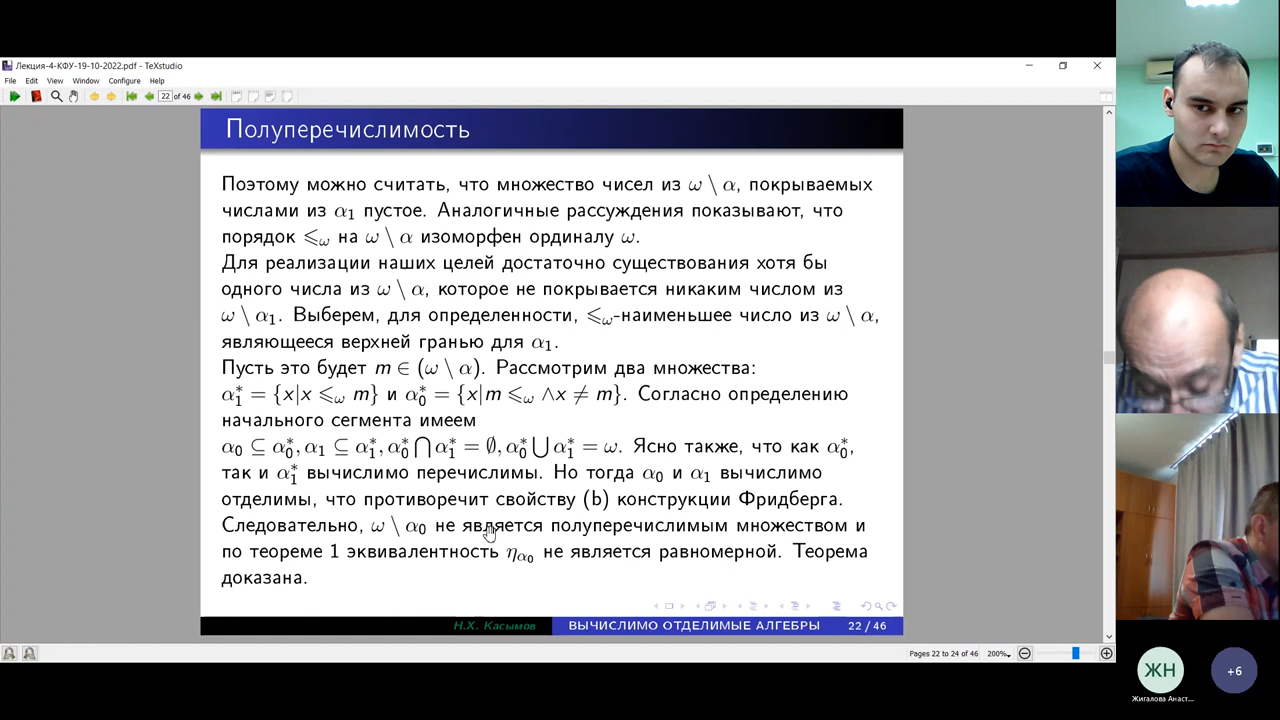 Лекция-4-КФУ-19-10-2022.pdf - TeXstudio
File Edit View Window Configure Help
22 of 46
Полуперечислимость
Поэтому можно считать, что множество чисел из ω \ α, покрываемых
числами из α₁ пустое. Аналогичные рассуждения показывают, что
порядок ⩽_ω на ω \ α изоморфен ординалу ω.
Для реализации наших целей достаточно существования хотя бы
одного числа из ω \ α, которое не покрывается никаким числом из
ω \ α₁. Выберем, для определенности, ⩽_ω-наименьшее число из ω \ α,
являющееся верхней гранью для α₁.
Пусть это будет m ∈ (ω \ α). Рассмотрим два множества:
α₁* = {x|x ⩽_ω m} и α₀* = {x|m ⩽_ω ∧x ≠ m}. Согласно определению
начального сегмента имеем
α₀ ⊆ α₀*, α₁ ⊆ α₁*, α₀* ⋂ α₁* = ∅, α₀* ⋃ α₁* = ω. Ясно также, что как α₀*,
так и α₁* вычислимо перечислимы. Но тогда α₀ и α₁ вычислимо
отделимы, что противоречит свойству (b) конструкции Фридберга.
Следовательно, ω \ α₀ не является полуперечислимым множеством и
по теореме 1 эквивалентность η_α₀ не является равномерной. Теорема
доказана.
Н.Х. Касымов ВЫЧИСЛИМО ОТДЕЛИМЫЕ АЛГЕБРЫ 22 / 46
Pages 22 to 24 of 46 200%
ЖН
Жигалова Анаст...
+6